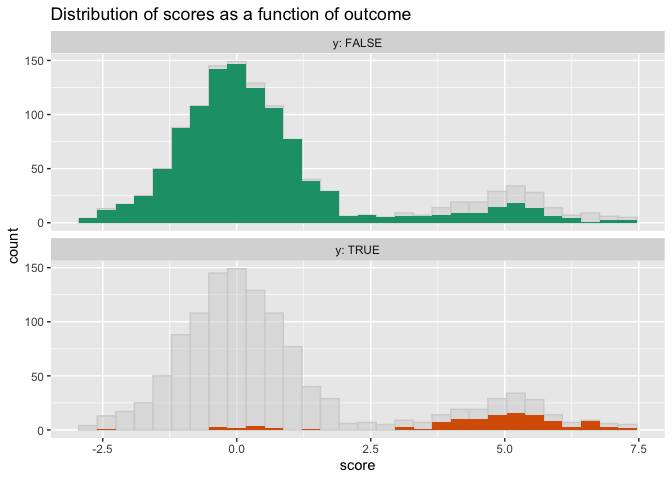 Distribution of scores as a function of outcome
y: FALSE
150
100
50
0
count
y: TRUE
150
100
50
0
-2.5 0.0 2.5 5.0 7.5
score